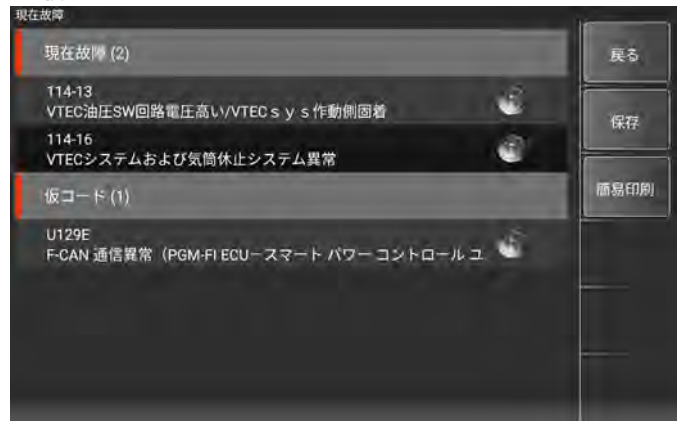 現在故障
現在故障 (2)
戻る
114-13
VTEC油圧SW回路電圧高い/VTECｓｙｓ作動側固着
保存
114-16
VTECシステムおよび気筒休止システム異常
仮コード (1)
簡易印刷
U129E
F-CAN 通信異常（PGM-FI ECU－スマート パワー コントロール ユ